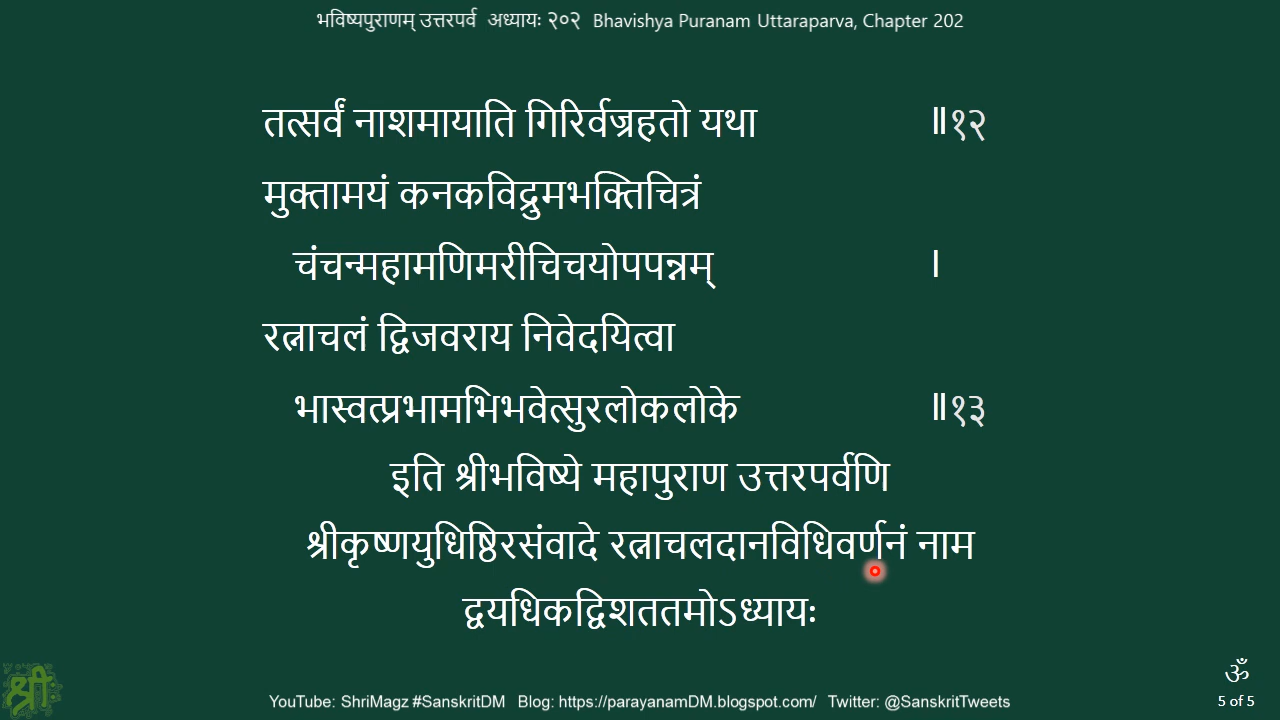 भविष्यपुराणम् उत्तरपर्व अध्यायः २०२ Bhavishya Puranam Uttaraparva, Chapter 202
तत्सर्वं नाशमायाति गिरिर्वज्रहतो यथा ॥१२
मुक्तामयं कनकविद्रुमभक्तिचित्रं
चंचन्महामणिमरीचिचयोपपन्नम् ।
रत्नाचलं द्विजवराय निवेदयित्वा
भास्वत्प्रभामभिभवेत्सुरलोकलोके ॥१३
इति श्रीभविष्ये महापुराण उत्तरपर्वणि
श्रीकृष्णयुधिष्ठिरसंवादे रत्नाचलदानविधिवर्णनं नाम
द्वयधिकद्विशततमोऽध्यायः
श्रीः
ॐ
YouTube: ShriMagz #SanskritDM Blog: https://parayanamDM.blogspot.com/ Twitter: @SanskritTweets
5 of 5